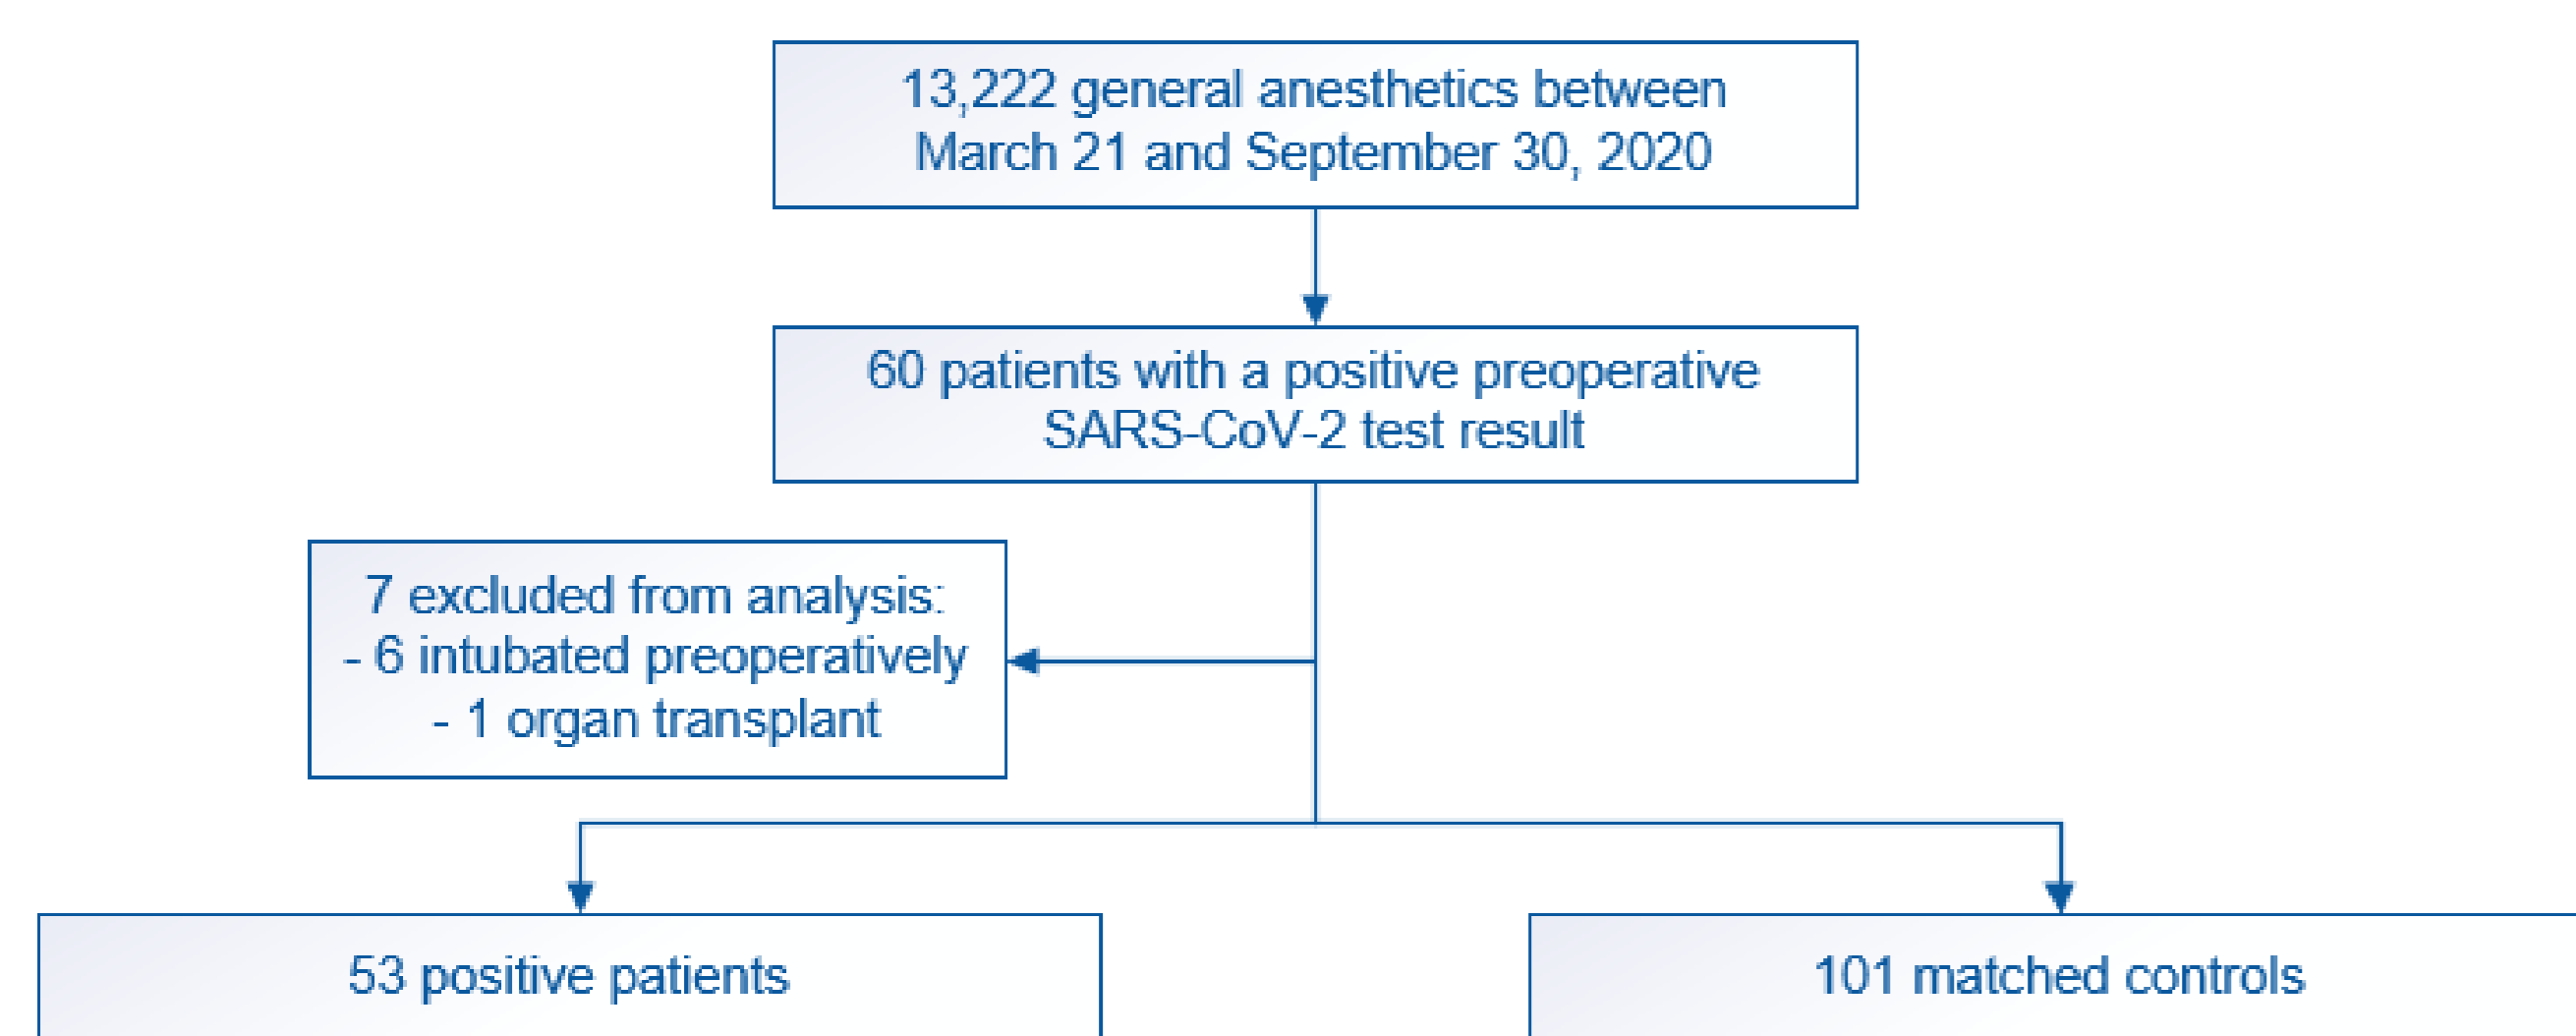 13,222 general anesthetics between
March 21 and September 30, 2020
60 patients with a positive preoperative
SARS-CoV-2 test result
7 excluded from analysis:
- 6 intubated preoperatively
- 1 organ transplant
53 positive patients
101 matched controls